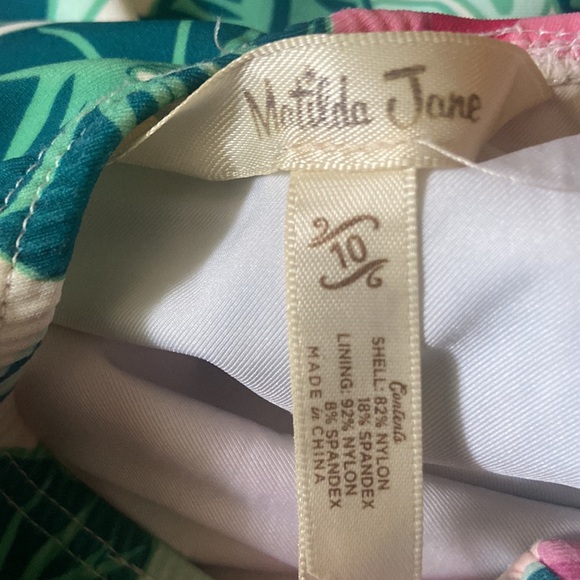 Matilda Jane
10
Contents
SHELL: 82% NYLON
18% SPANDEX
LINING: 92% NYLON
8% SPANDEX
MADE in CHINA